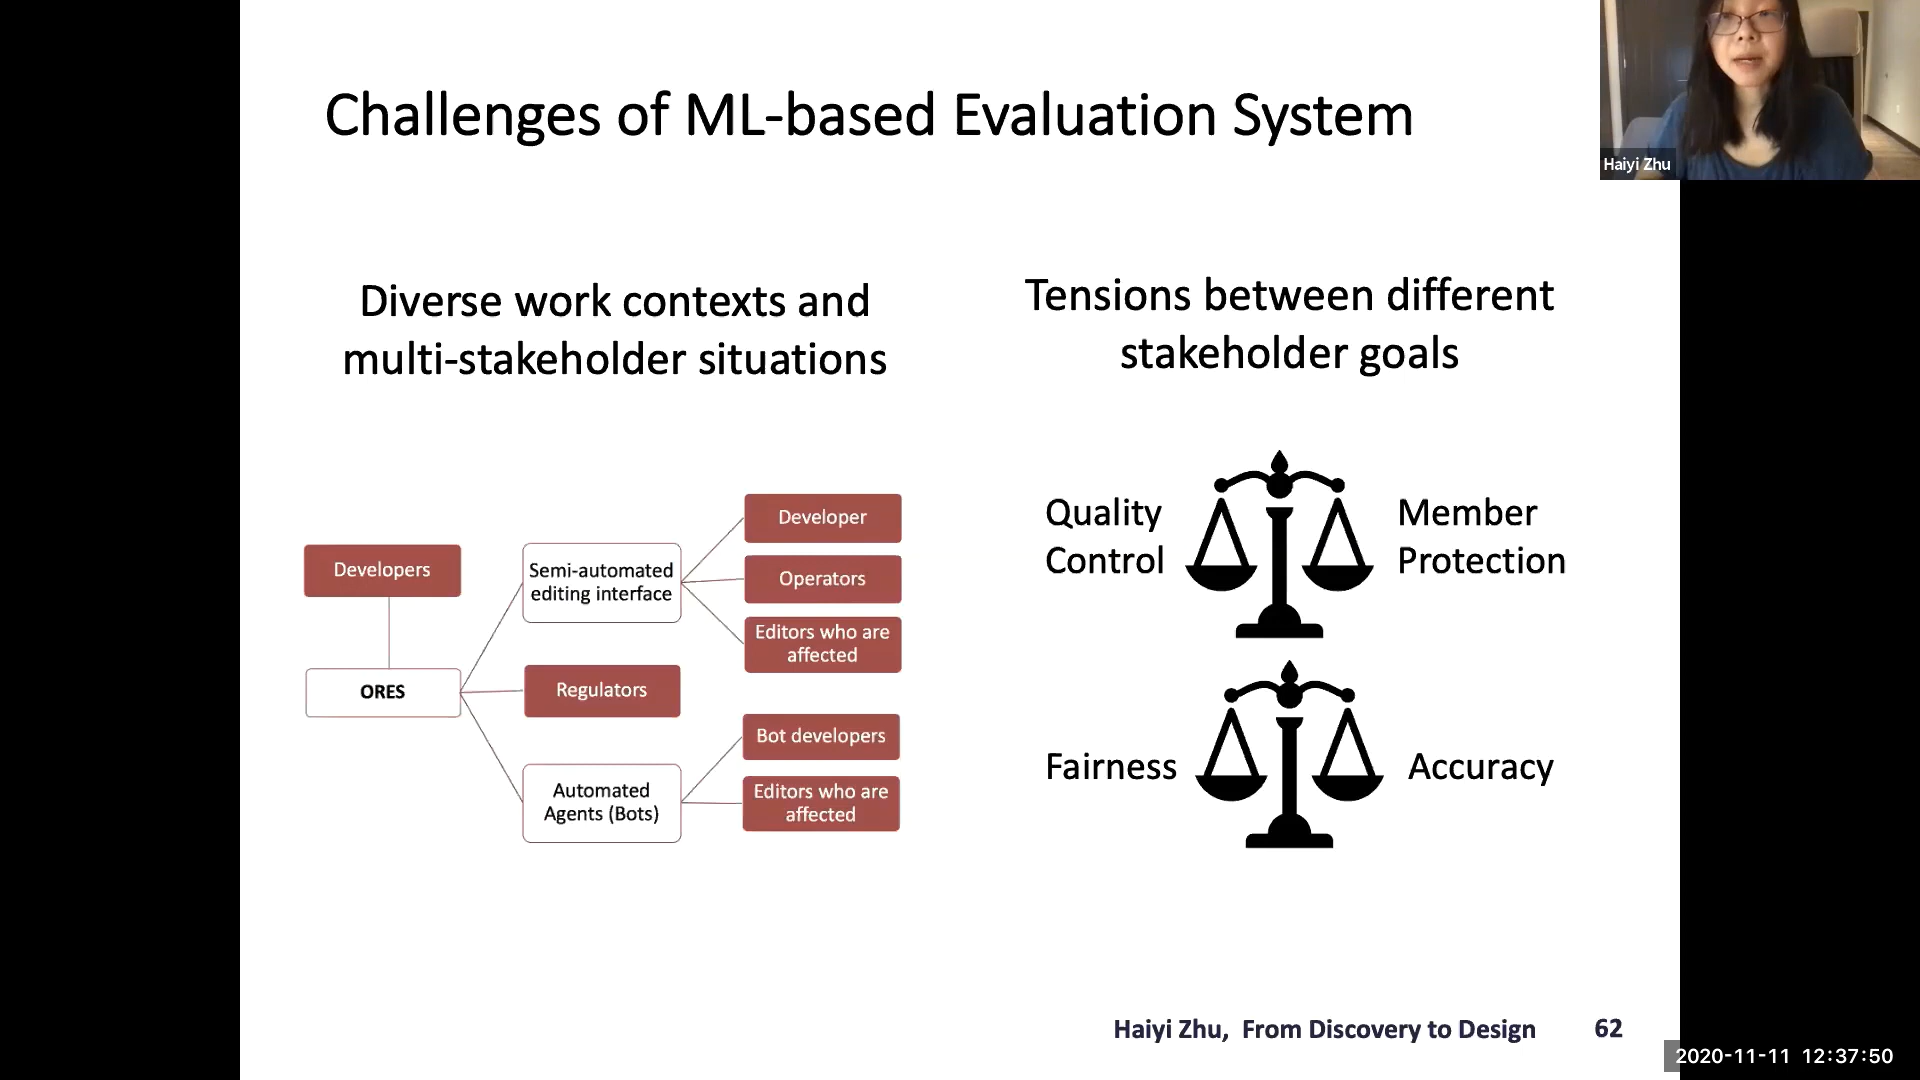 Challenges of ML-based Evaluation System
Haiyi Zhu
Diverse work contexts and
multi-stakeholder situations
Developers
ORES
Semi-automated
editing interface
Regulators
Automated
Agents (Bots)
Developer
Operators
Editors who are
affected
Bot developers
Editors who are
affected
Tensions between different
stakeholder goals
Quality
Control
Member
Protection
Fairness
Accuracy
Haiyi Zhu, From Discovery to Design
62
2020-11-11 12:37:50